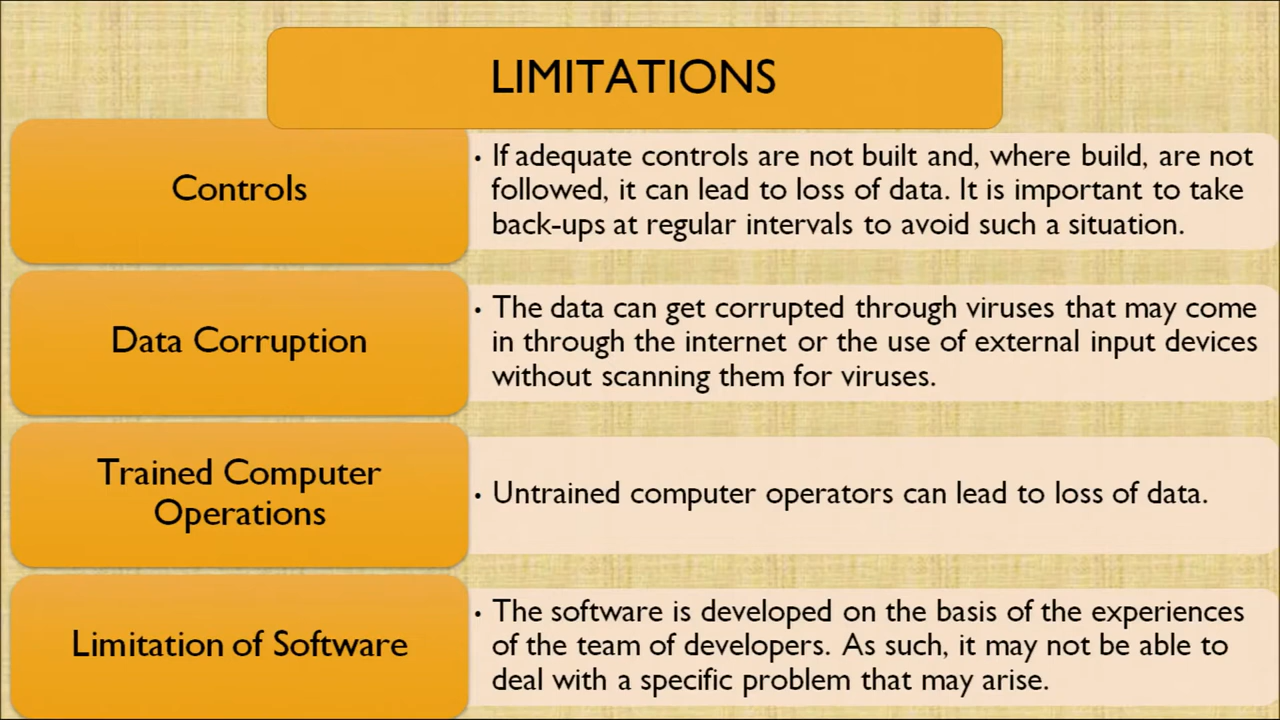 LIMITATIONS
Controls
• If adequate controls are not built and, where build, are not
followed, it can lead to loss of data. It is important to take
back-ups at regular intervals to avoid such a situation.
Data Corruption
• The data can get corrupted through viruses that may come
in through the internet or the use of external input devices
without scanning them for viruses.
Trained Computer
Operations
• Untrained computer operators can lead to loss of data.
Limitation of Software
• The software is developed on the basis of the experiences
of the team of developers. As such, it may not be able to
deal with a specific problem that may arise.